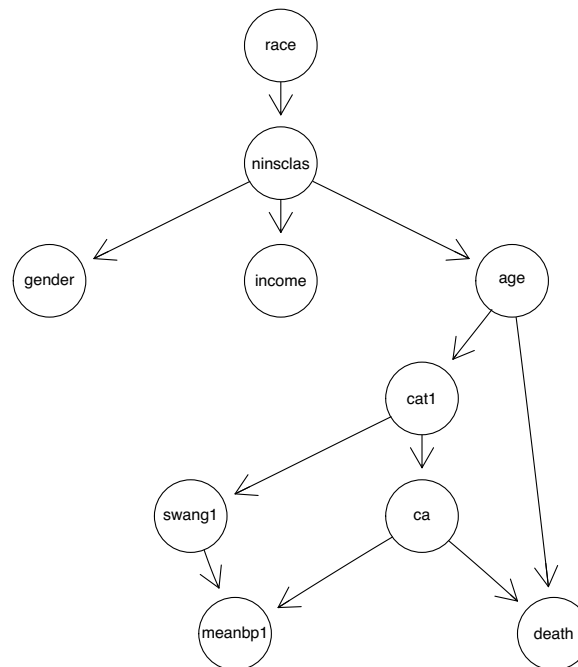 race
ninsclas
gender
income
age
cat1
swang1
ca
meanbp1
death